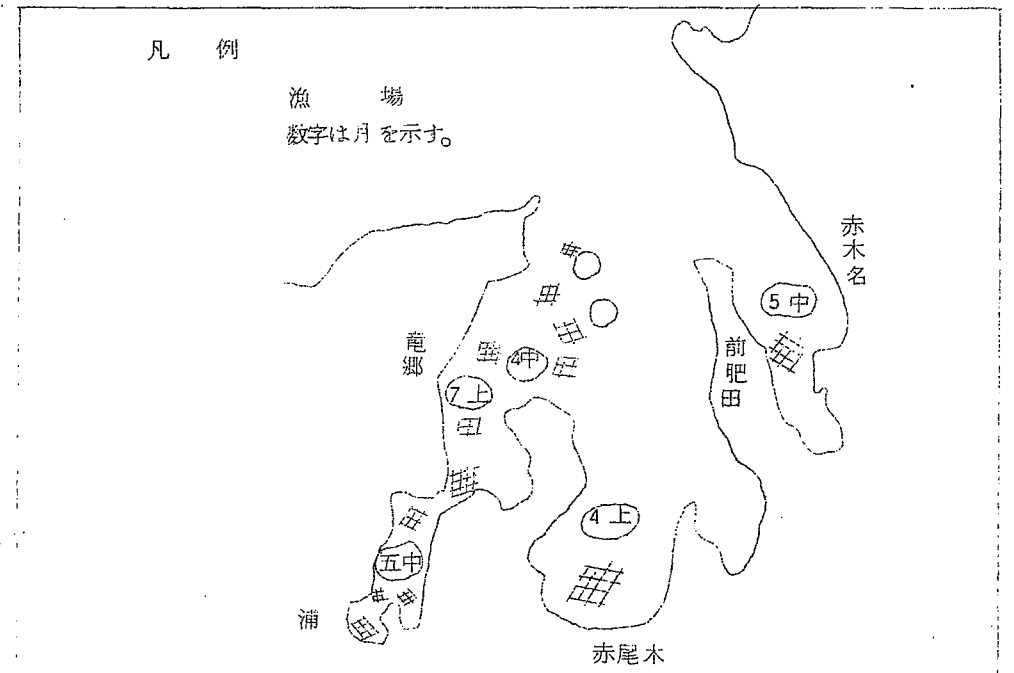 凡 例
漁 場
数字は月を示す。
赤木名
5中
前肥田
竜郷
4中
7上
4上
五中
浦
赤尾木